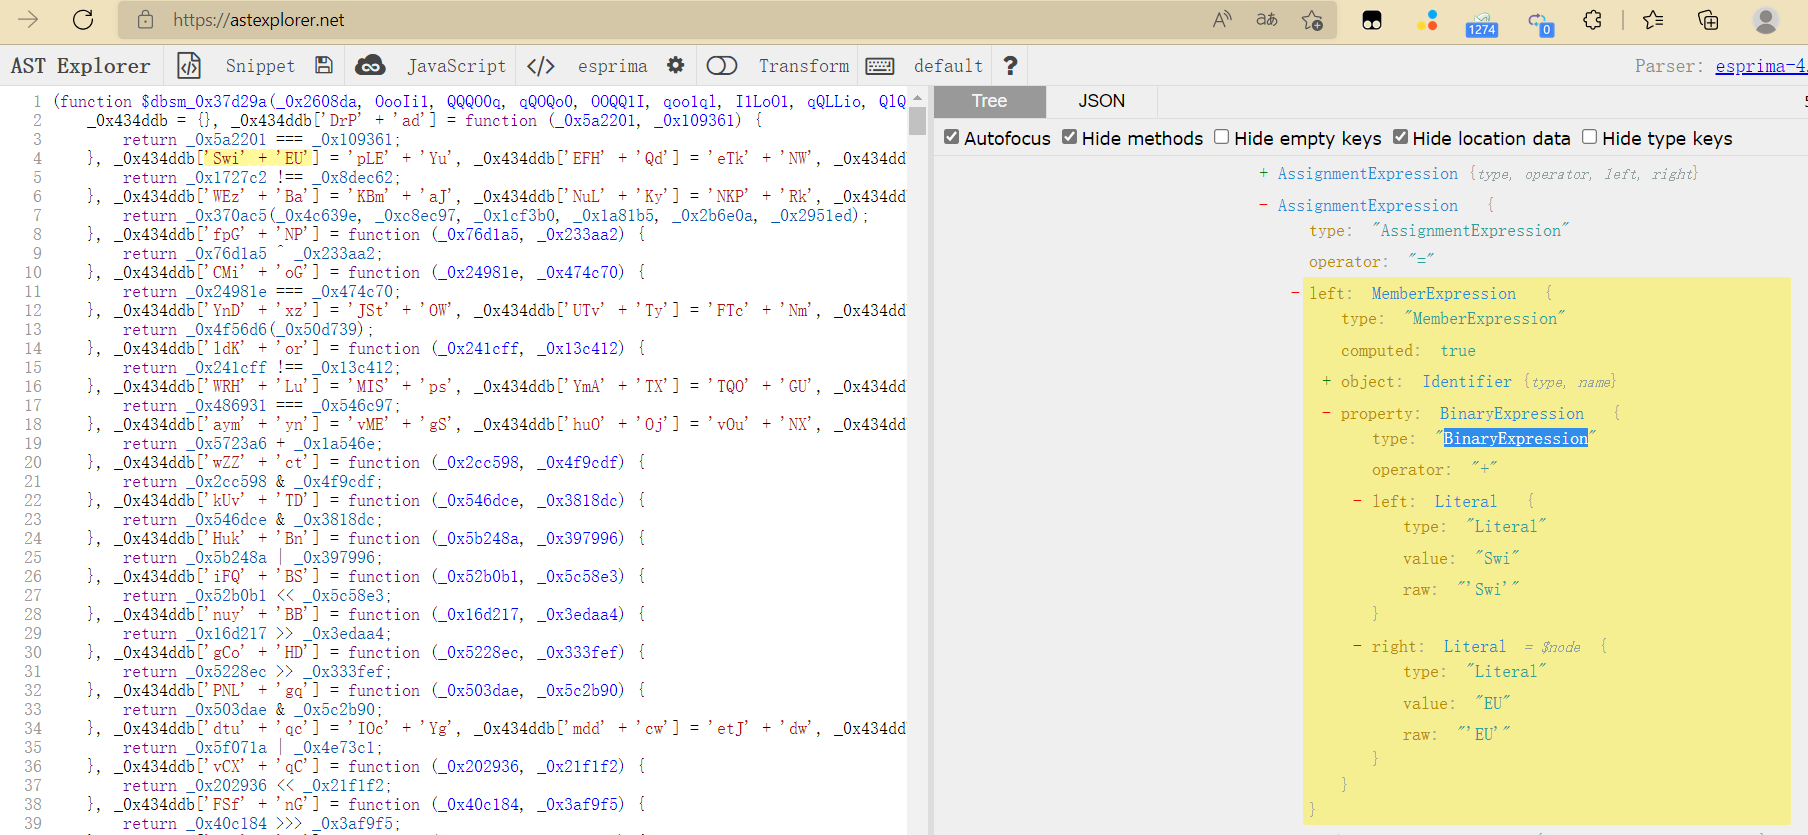 https://astexplorer.net
1274
0
AST Explorer
Snippet
JavaScript
</> esprima
Transform
default
?
Parser: esprima-4.
1 (function $dbsm_0x37d29a(_0x2608da, OooIi1, QQQO0q, qQOQo0, OOQQ1I, qoo1q1, I1LoO1, qQLLio, QlQ
2 _0x434ddb = {}, _0x434ddb['DrP' + 'ad'] = function (_0x5a2201, _0x109361) {
3 return _0x5a2201 === _0x109361;
4 }, _0x434ddb['Swi' + 'EU'] = 'pLE' + 'Yu', _0x434ddb['EFH' + 'Qd'] = 'eTk' + 'NW', _0x434dd
5 return _0x1727c2 !== _0x8dec62;
6 }, _0x434ddb['WEz' + 'Ba'] = 'KBm' + 'aJ', _0x434ddb['NuL' + 'Ky'] = 'NKP' + 'Rk', _0x434dd
7 return _0x370ac5(_0x4c639e, _0xc8ec97, _0x1cf3b0, _0x1a81b5, _0x2b6e0a, _0x2951ed);
8 }, _0x434ddb['fpG' + 'NP'] = function (_0x76d1a5, _0x233aa2) {
9 return _0x76d1a5 ^ _0x233aa2;
10 }, _0x434ddb['CMi' + 'oG'] = function (_0x24981e, _0x474c70) {
11 return _0x24981e === _0x474c70;
12 }, _0x434ddb['YnD' + 'xz'] = 'JSt' + 'OW', _0x434ddb['UTv' + 'Ty'] = 'FTc' + 'Nm', _0x434dd
13 return _0x4f56d6(_0x50d739);
14 }, _0x434ddb['ldK' + 'or'] = function (_0x241cff, _0x13c412) {
15 return _0x241cff !== _0x13c412;
16 }, _0x434ddb['WRH' + 'Lu'] = 'MIS' + 'ps', _0x434ddb['YmA' + 'TX'] = 'TQO' + 'GU', _0x434dd
17 return _0x486931 === _0x546c97;
18 }, _0x434ddb['aym' + 'yn'] = 'vME' + 'gS', _0x434ddb['huO' + 'Oj'] = 'vOu' + 'NX', _0x434dd
19 return _0x5723a6 + _0x1a546e;
20 }, _0x434ddb['wZZ' + 'ct'] = function (_0x2cc598, _0x4f9cdf) {
21 return _0x2cc598 & _0x4f9cdf;
22 }, _0x434ddb['kUv' + 'TD'] = function (_0x546dce, _0x3818dc) {
23 return _0x546dce & _0x3818dc;
24 }, _0x434ddb['Huk' + 'Bn'] = function (_0x5b248a, _0x397996) {
25 return _0x5b248a | _0x397996;
26 }, _0x434ddb['iFQ' + 'BS'] = function (_0x52b0b1, _0x5c58e3) {
27 return _0x52b0b1 << _0x5c58e3;
28 }, _0x434ddb['nuy' + 'BB'] = function (_0x16d217, _0x3edaa4) {
29 return _0x16d217 >> _0x3edaa4;
30 }, _0x434ddb['gCo' + 'HD'] = function (_0x5228ec, _0x333fef) {
31 return _0x5228ec >> _0x333fef;
32 }, _0x434ddb['PNL' + 'gq'] = function (_0x503dae, _0x5c2b90) {
33 return _0x503dae & _0x5c2b90;
34 }, _0x434ddb['dtu' + 'qc'] = 'IOc' + 'Yg', _0x434ddb['mdd' + 'cw'] = 'etJ' + 'dw', _0x434dd
35 return _0x5f071a | _0x4e73c1;
36 }, _0x434ddb['vCX' + 'qC'] = function (_0x202936, _0x21f1f2) {
37 return _0x202936 << _0x21f1f2;
38 }, _0x434ddb['FSf' + 'nG'] = function (_0x40c184, _0x3af9f5) {
39 return _0x40c184 >>> _0x3af9f5;
Tree
JSON
Autofocus Hide methods Hide empty keys Hide location data Hide type keys
+ AssignmentExpression {type, operator, left, right}
- AssignmentExpression {
type: "AssignmentExpression"
operator: "="
- left: MemberExpression {
type: "MemberExpression"
computed: true
+ object: Identifier {type, name}
- property: BinaryExpression {
type: "BinaryExpression"
operator: "+"
- left: Literal {
type: "Literal"
value: "Swi"
raw: "'Swi'"
}
- right: Literal = $node {
type: "Literal"
value: "EU"
raw: "'EU'"
}
}
}